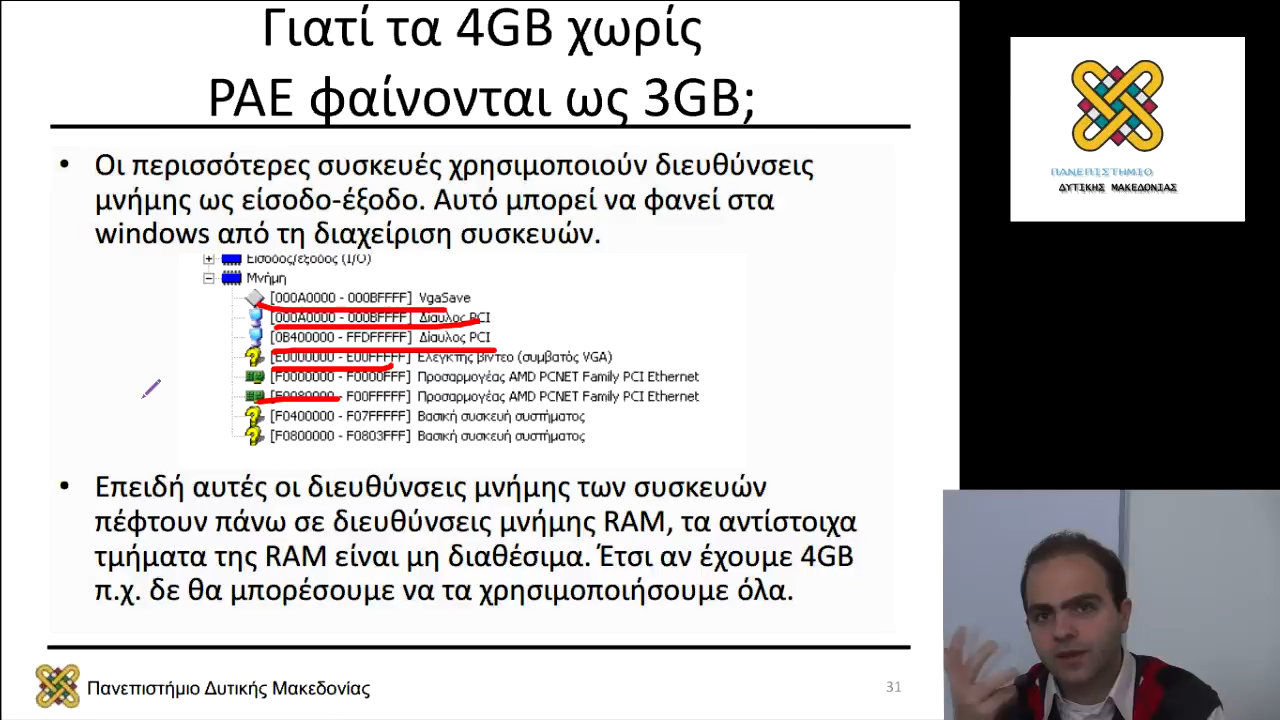 Γιατί τα 4GB χωρίς
PAE φαίνονται ως 3GB;
• Οι περισσότερες συσκευές χρησιμοποιούν διευθύνσεις
μνήμης ως είσοδο-έξοδο. Αυτό μπορεί να φανεί στα
windows από τη διαχείριση συσκευών.
Είσοδος/έξοδος (I/O)
Μνήμη
[000A0000 - 000BFFFF] VgaSave
[000A0000 - 000BFFFF] Δίαυλος PCI
[0B400000 - FFDFFFFF] Δίαυλος PCI
[E0000000 - E00FFFFF] Ελεγκτής βίντεο (συμβατός VGA)
[F0000000 - F0000FFF] Προσαρμογέας AMD PCNET Family PCI Ethernet
[F0080000 - F00FFFFF] Προσαρμογέας AMD PCNET Family PCI Ethernet
[F0400000 - F07FFFFF] Βασική συσκευή συστήματος
[F0800000 - F0803FFF] Βασική συσκευή συστήματος
• Επειδή αυτές οι διευθύνσεις μνήμης των συσκευών
πέφτουν πάνω σε διευθύνσεις μνήμης RAM, τα αντίστοιχα
τμήματα της RAM είναι μη διαθέσιμα. Έτσι αν έχουμε 4GB
π.χ. δε θα μπορέσουμε να τα χρησιμοποιήσουμε όλα.
Πανεπιστήμιο Δυτικής Μακεδονίας
31
ΠΑΝΕΠΙΣΤΗΜΙΟ
ΔΥΤΙΚΗΣ ΜΑΚΕΔΟΝΙΑΣ